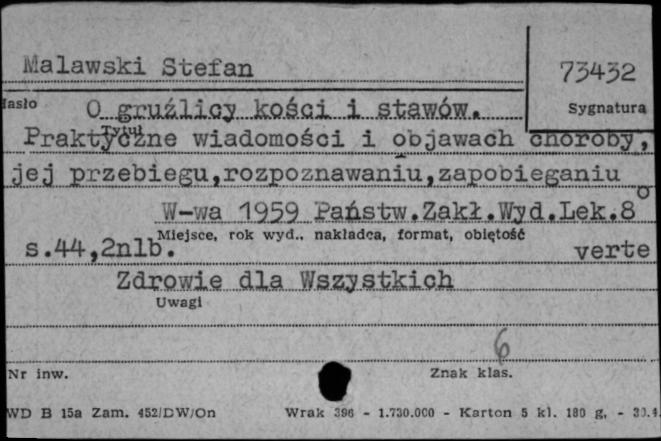 Malawski Stefan
73432
Hasło
O gruźlicy kości i stawów.
Sygnatura
Tytuł
Praktyczne wiadomości i objawach choroby,
jej przebiegu,rozpoznawaniu,zapobieganiu
W-wa 1959 Państw.Zakł.Wyd.Lek.8o
Miejsce, rok wyd., nakładca, format, objętość
s.44,2nlb.
verte
Zdrowie dla Wszystkich
Uwagi
6
Nr inw.
Znak klas.
WD B 15a Zam. 452/DW/On Wrak 396 - 1.730.000 - Karton 5 kl. 180 g, - 30.4.